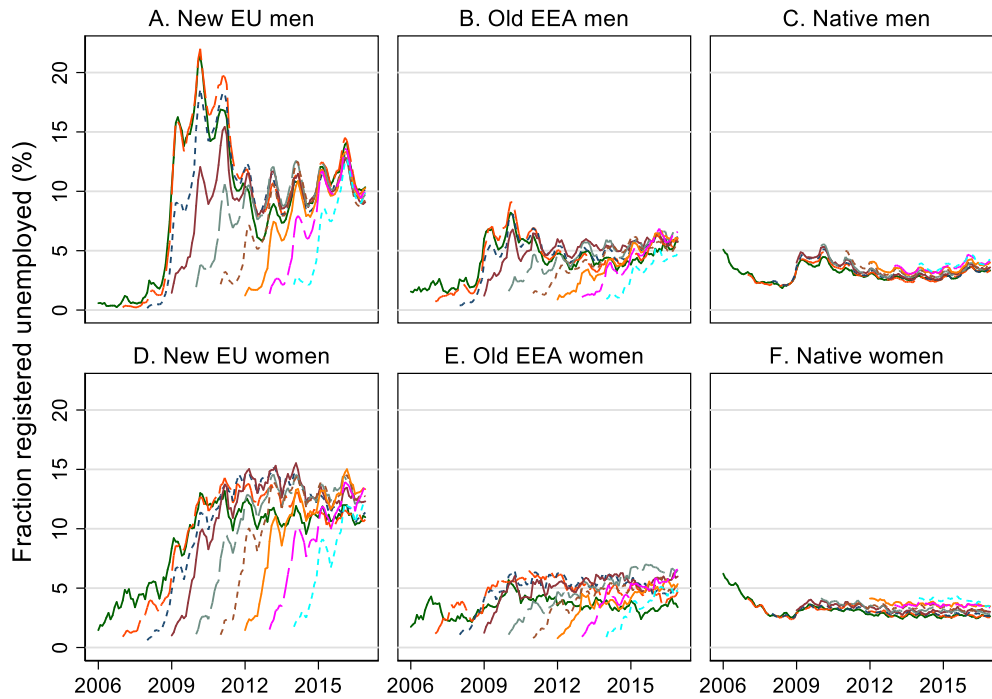 A. New EU men
B. Old EEA men
C. Native men
Fraction registered unemployed (%)
20
15
10
5
0
D. New EU women
E. Old EEA women
F. Native women
20
15
10
5
0
2006 2009 2012 2015
2006 2009 2012 2015
2006 2009 2012 2015